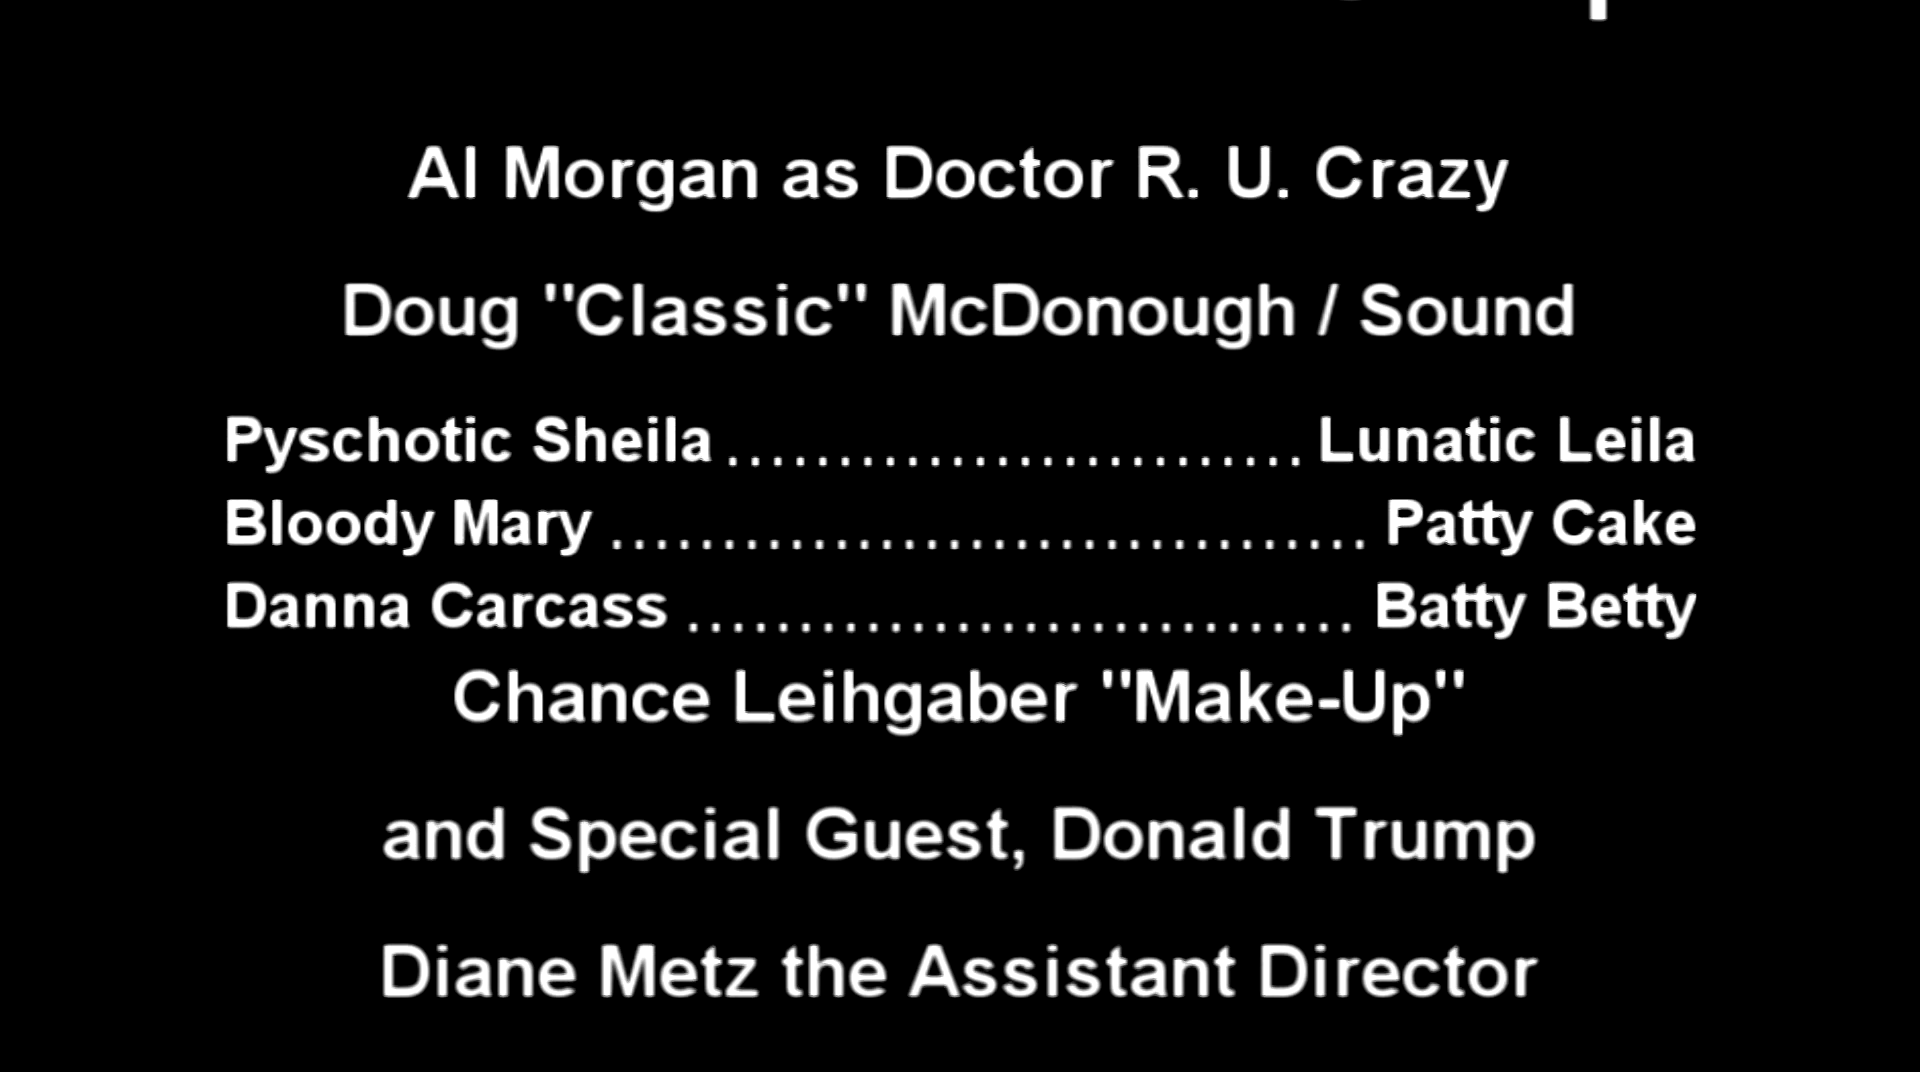 Al Morgan as Doctor R. U. Crazy
Doug "Classic" McDonough / Sound
Pyschotic Sheila .......................... Lunatic Leila
Bloody Mary .................................. Patty Cake
Danna Carcass .............................. Batty Betty
Chance Leihgaber "Make-Up"
and Special Guest, Donald Trump
Diane Metz the Assistant Director